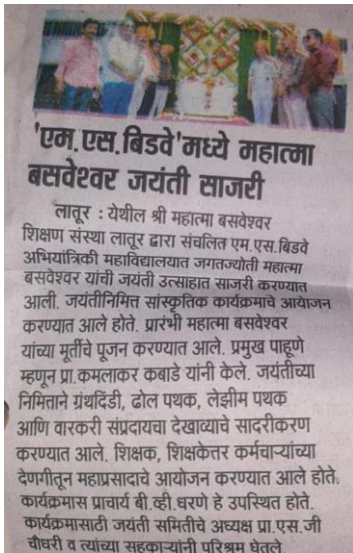 'एम.एस.बिडवे'मध्ये महात्मा
बसवेश्वर जयंती साजरी
लातूर : येथील श्री महात्मा बसवेश्वर
शिक्षण संस्था लातूर द्वारा संचलित एम.एस.बिडवे
अभियांत्रिकी महाविद्यालयात जगतज्योती महात्मा
बसवेश्वर यांची जयंती उत्साहात साजरी करण्यात
आली. जयंतीनिमित्त सांस्कृतिक कार्यक्रमाचे आयोजन
करण्यात आले होते. प्रारंभी महात्मा बसवेश्वर
यांच्या मूर्तीचे पूजन करण्यात आले. प्रमुख पाहूणे
म्हणून प्रा.कमलाकर कबाडे यांनी केले. जयंतीच्या
निमिताने ग्रंथदिंडी, ढोल पथक, लेझीम पथक
आणि वारकरी संप्रदायचा देखाव्याचे सादरीकरण
करण्यात आले. शिक्षक, शिक्षकेत्तर कर्मचाऱ्यांच्या
देणगीतून महाप्रसादाचे आयोजन करण्यात आले होते.
कार्यक्रमास प्राचार्य बी.व्ही.धरणे हे उपस्थित होते.
कार्यक्रमासाठी जयंती समितीचे अध्यक्ष प्रा.एस.जी
चौधरी व त्यांच्या सहकाऱ्यांनी परिश्रम घेतले